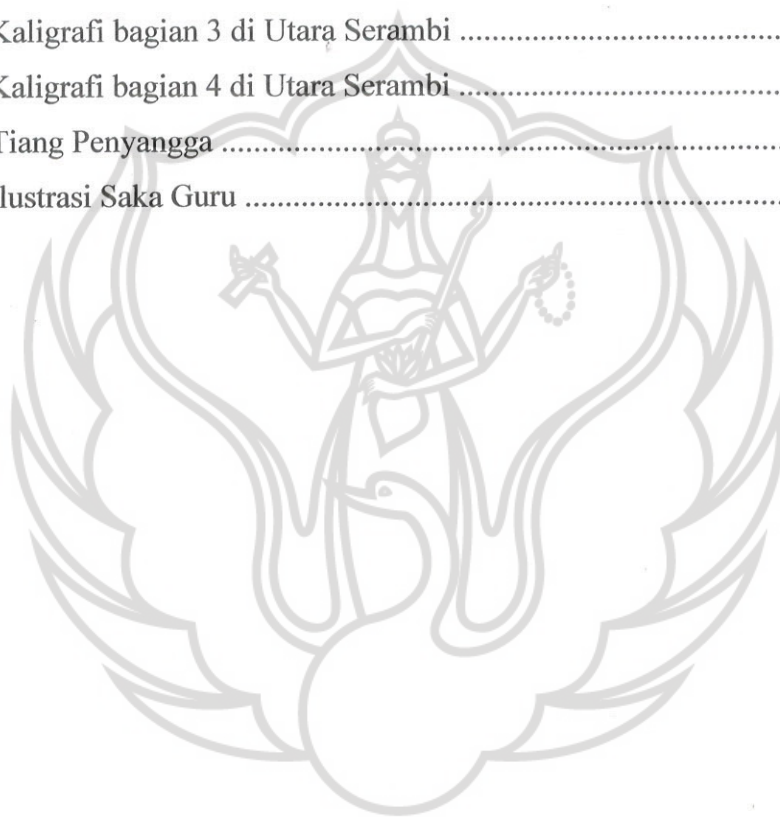 Kaligrafi bagian 3 di Utara Serambi ........................................
Kaligrafi bagian 4 di Utara Serambi ........................................
Tiang Penyangga ......................................................................
lustrasi Saka Guru ...................................................................